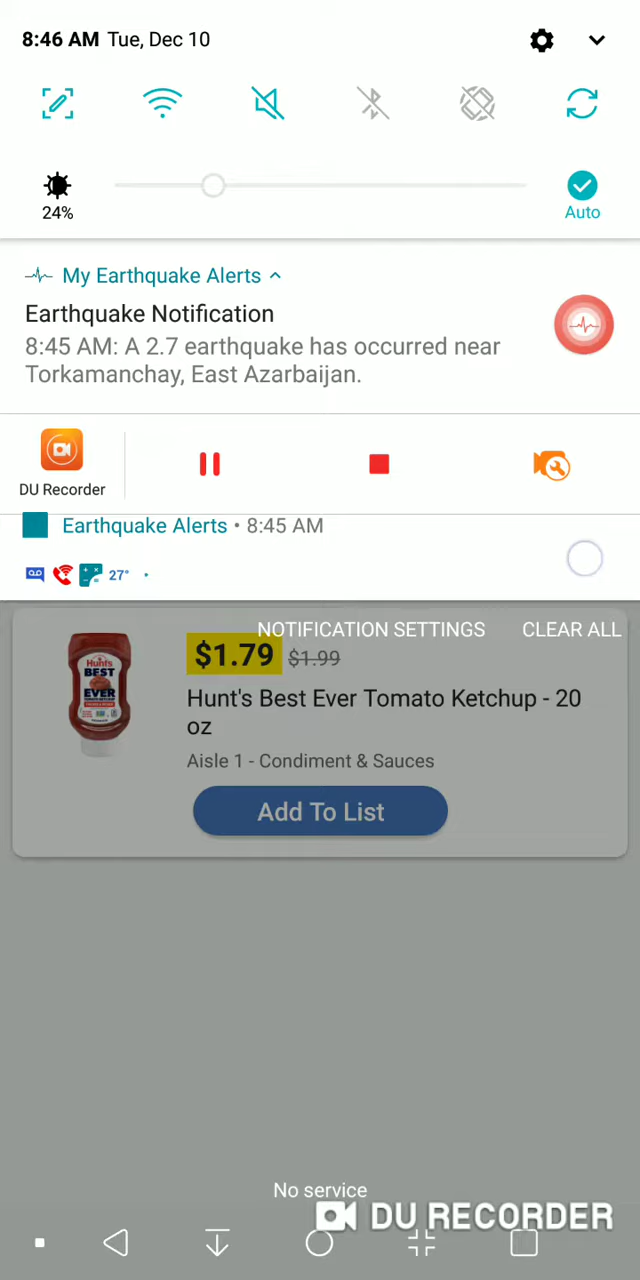 8:46 AM Tue, Dec 10
24%
Auto
My Earthquake Alerts
Earthquake Notification
8:45 AM: A 2.7 earthquake has occurred near
Torkamanchay, East Azarbaijan.
DU Recorder
Earthquake Alerts • 8:45 AM
27°
NOTIFICATION SETTINGS CLEAR ALL
Hunt's
BEST
EVER
$1.79 $1.99
Hunt's Best Ever Tomato Ketchup - 20
oz
Aisle 1 - Condiment & Sauces
Add To List
No service
DU RECORDER